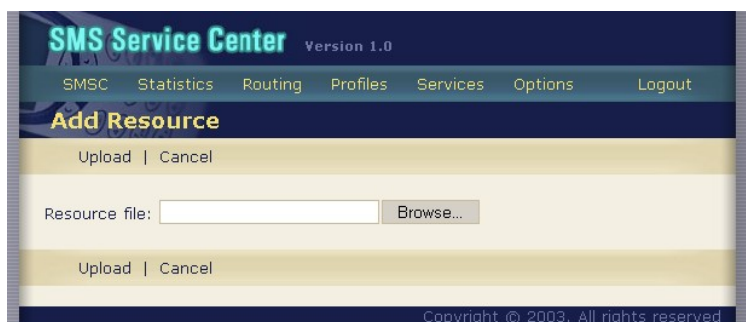 SMS Service Center Version 1.0
SMSC Statistics Routing Profiles Services Options Logout
Add Resource
Upload | Cancel
Resource file: Browse...
Upload | Cancel
Copyright © 2003. All rights reserved